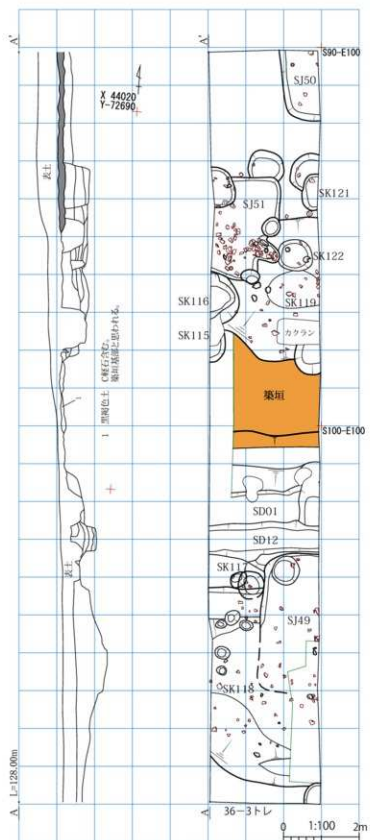 A'
A'
S90-E100
SJ50
X 44020
Y-72690
表土
SK121
SJ51
SK122
SK116
SK119
SK115
カクラン
1 黒褐色土 C軽石含む。
築垣基部と思われる。
1
築垣
S100-E100
SD01
SD12
表土
SK117
SJ49
SK118
L=128.00m
A
A
36-3トレ
0 1:100 2m